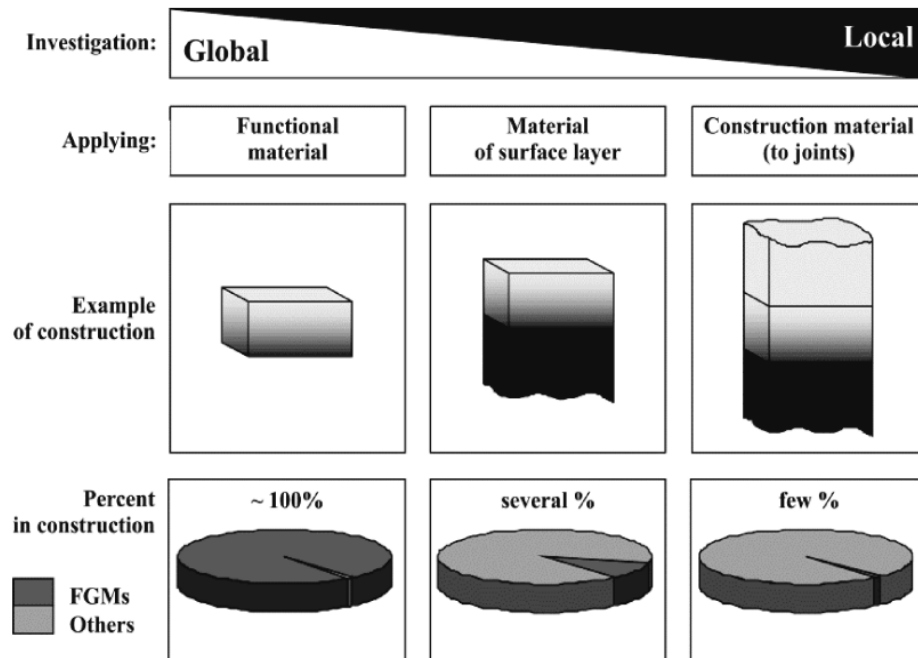 Investigation:
Global
Local
Applying:
Functional
material
Material
of surface layer
Construction material
(to joints)
Example
of construction
Percent
in construction
~ 100%
several %
few %
FGMs
Others